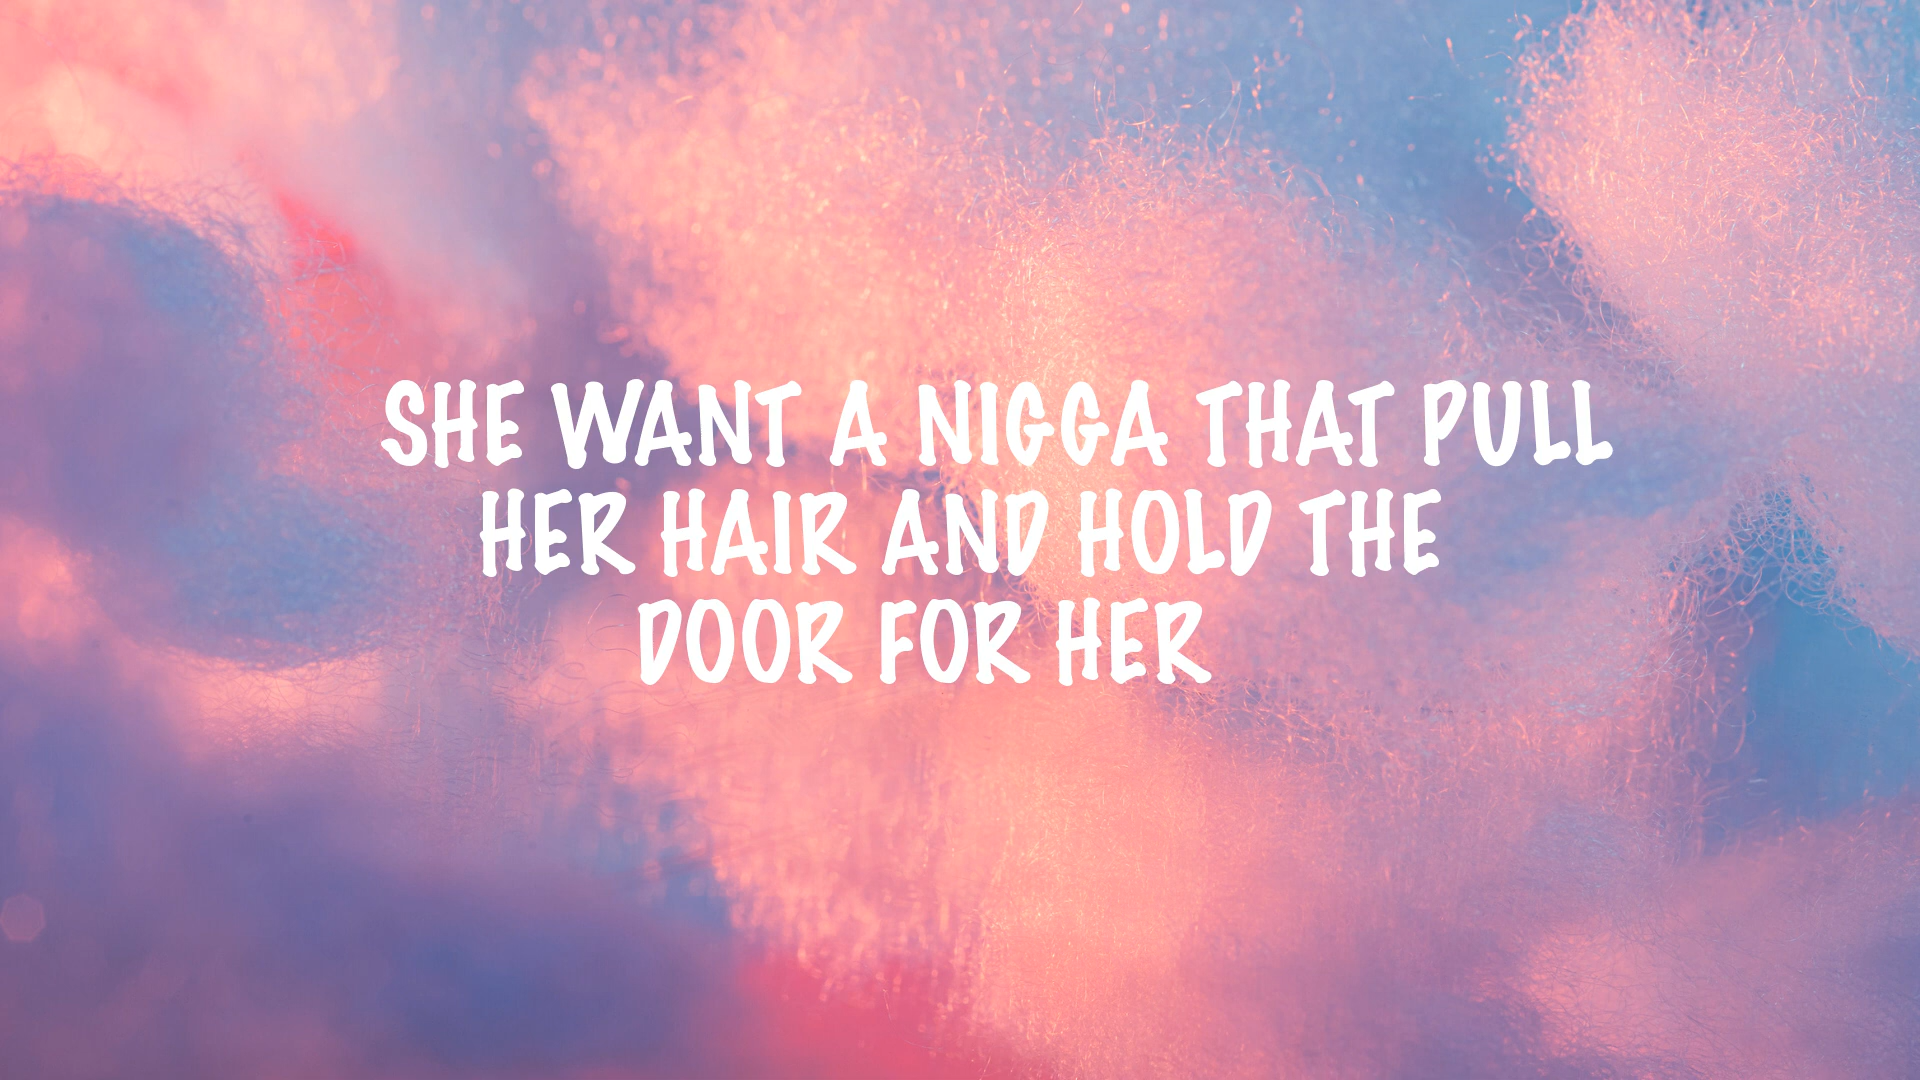 SHE WANT A NIGGA THAT PULL
HER HAIR AND HOLD THE
DOOR FOR HER